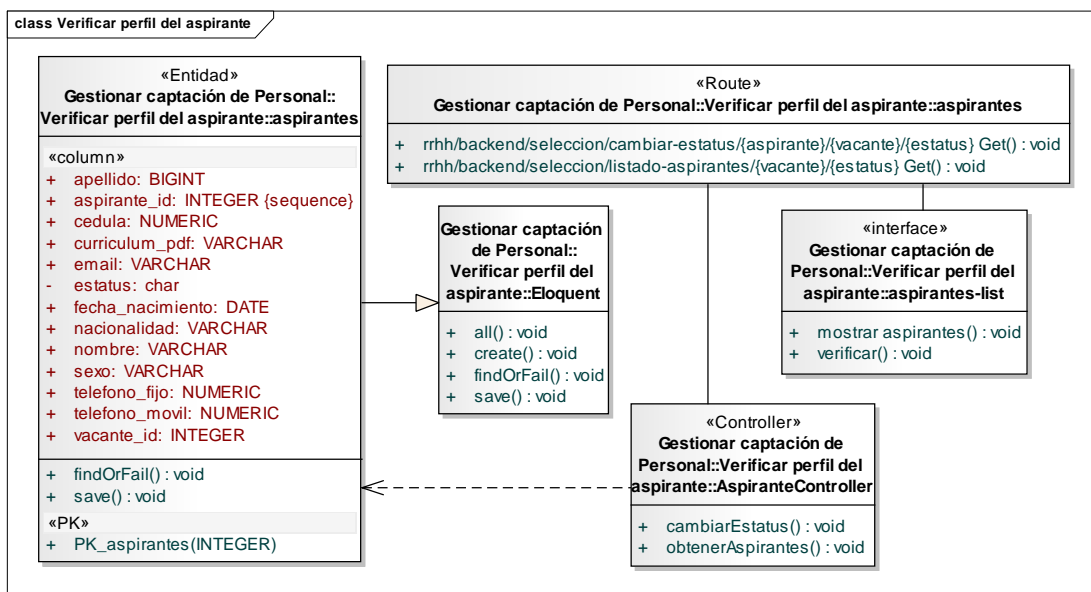 class Verificar perfil del aspirante
«Entidad»
Gestionar captación de Personal::
Verificar perfil del aspirante::aspirantes
«column»
+ apellido: BIGINT
+ aspirante_id: INTEGER {sequence}
+ cedula: NUMERIC
+ curriculum_pdf: VARCHAR
+ email: VARCHAR
- estatus: char
+ fecha_nacimiento: DATE
+ nacionalidad: VARCHAR
+ nombre: VARCHAR
+ sexo: VARCHAR
+ telefono_fijo: NUMERIC
+ telefono_movil: NUMERIC
+ vacante_id: INTEGER
+ findOrFail() : void
+ save() : void
«PK»
+ PK_aspirantes(INTEGER)
«Route»
Gestionar captación de Personal::Verificar perfil del aspirante::aspirantes
+ rrhh/backend/seleccion/cambiar-estatus/{aspirante}/{vacante}/{estatus} Get() : void
+ rrhh/backend/seleccion/listado-aspirantes/{vacante}/{estatus} Get() : void
Gestionar captación
de Personal::
Verificar perfil del
aspirante::Eloquent
+ all() : void
+ create() : void
+ findOrFail() : void
+ save() : void
«interface»
Gestionar captación de
Personal::Verificar perfil del
aspirante::aspirantes-list
+ mostrar aspirantes() : void
+ verificar() : void
«Controller»
Gestionar captación de
Personal::Verificar perfil del
aspirante::AspiranteController
+ cambiarEstatus() : void
+ obtenerAspirantes() : void